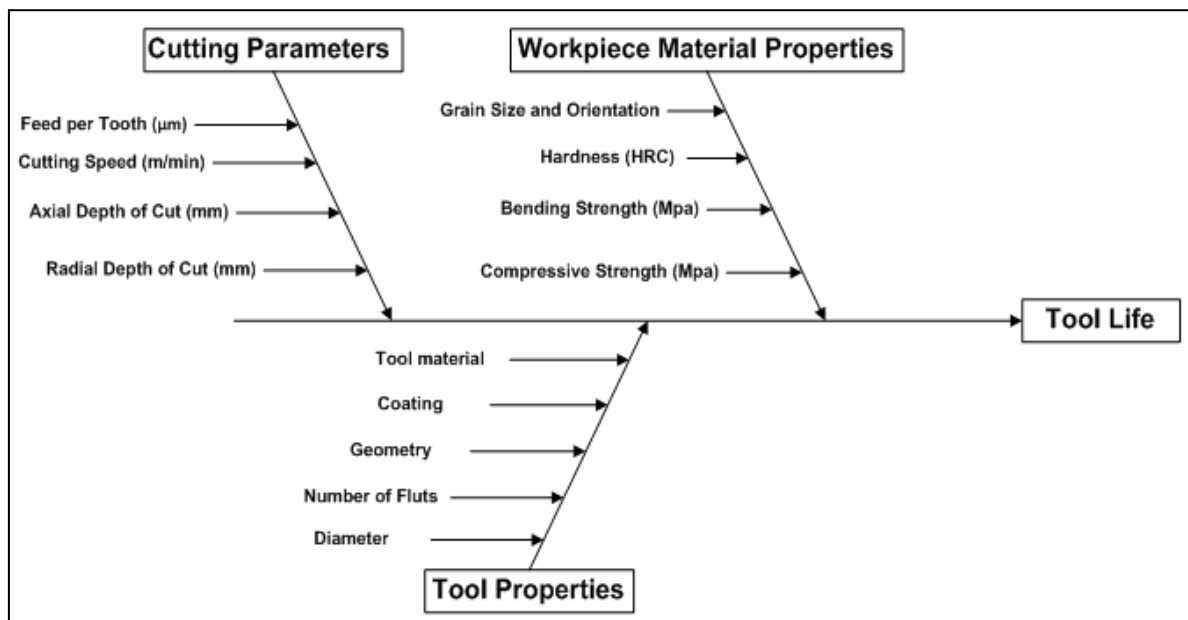 Cutting Parameters
Feed per Tooth (µm)
Cutting Speed (m/min)
Axial Depth of Cut (mm)
Radial Depth of Cut (mm)
Workpiece Material Properties
Grain Size and Orientation
Hardness (HRC)
Bending Strength (Mpa)
Compressive Strength (Mpa)
Tool Life
Tool material
Coating
Geometry
Number of Fluts
Diameter
Tool Properties